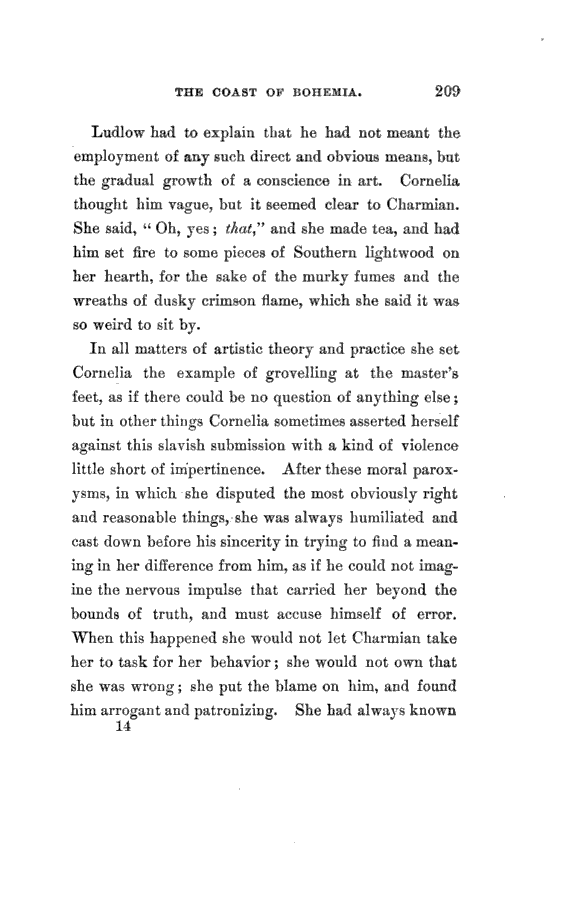 THE COAST OF BOHEMIA. 209
Ludlow had to explain that he had not meant the
employment of any such direct and obvious means, but
the gradual growth of a conscience in art. Cornelia
thought him vague, but it seemed clear to Charmian.
She said, “ Oh, yes ; that,” and she made tea, and had
him set fire to some pieces of Southern lightwood on
her hearth, for the sake of the murky fumes and the
wreaths of dusky crimson flame, which she said it was
so weird to sit by.
In all matters of artistic theory and practice she set
Cornelia the example of grovelling at the master’s
feet, as if there could be no question of anything else ;
but in other things Cornelia sometimes asserted herself
against this slavish submission with a kind of violence
little short of impertinence. After these moral parox-
ysms, in which she disputed the most obviously right
and reasonable things, she was always humiliated and
cast down before his sincerity in trying to find a mean-
ing in her difference from him, as if he could not imag-
ine the nervous impulse that carried her beyond the
bounds of truth, and must accuse himself of error.
When this happened she would not let Charmian take
her to task for her behavior ; she would not own that
she was wrong ; she put the blame on him, and found
him arrogant and patronizing. She had always known
14